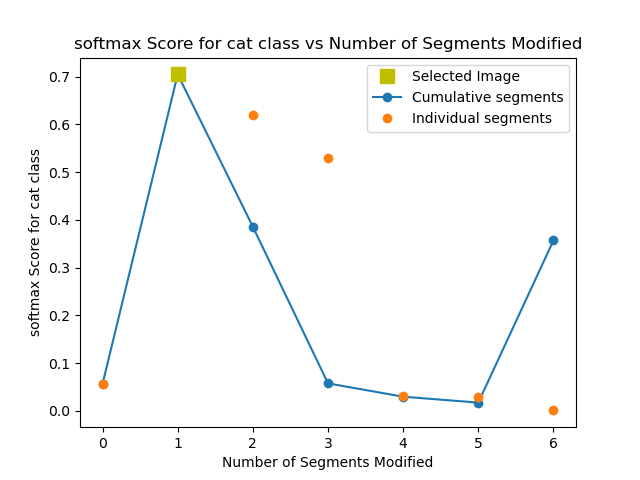 softmax Score for cat class vs Number of Segments Modified
Selected Image
Cumulative segments
Individual segments
softmax Score for cat class
0.7
0.6
0.5
0.4
0.3
0.2
0.1
0.0
0 1 2 3 4 5 6
Number of Segments Modified